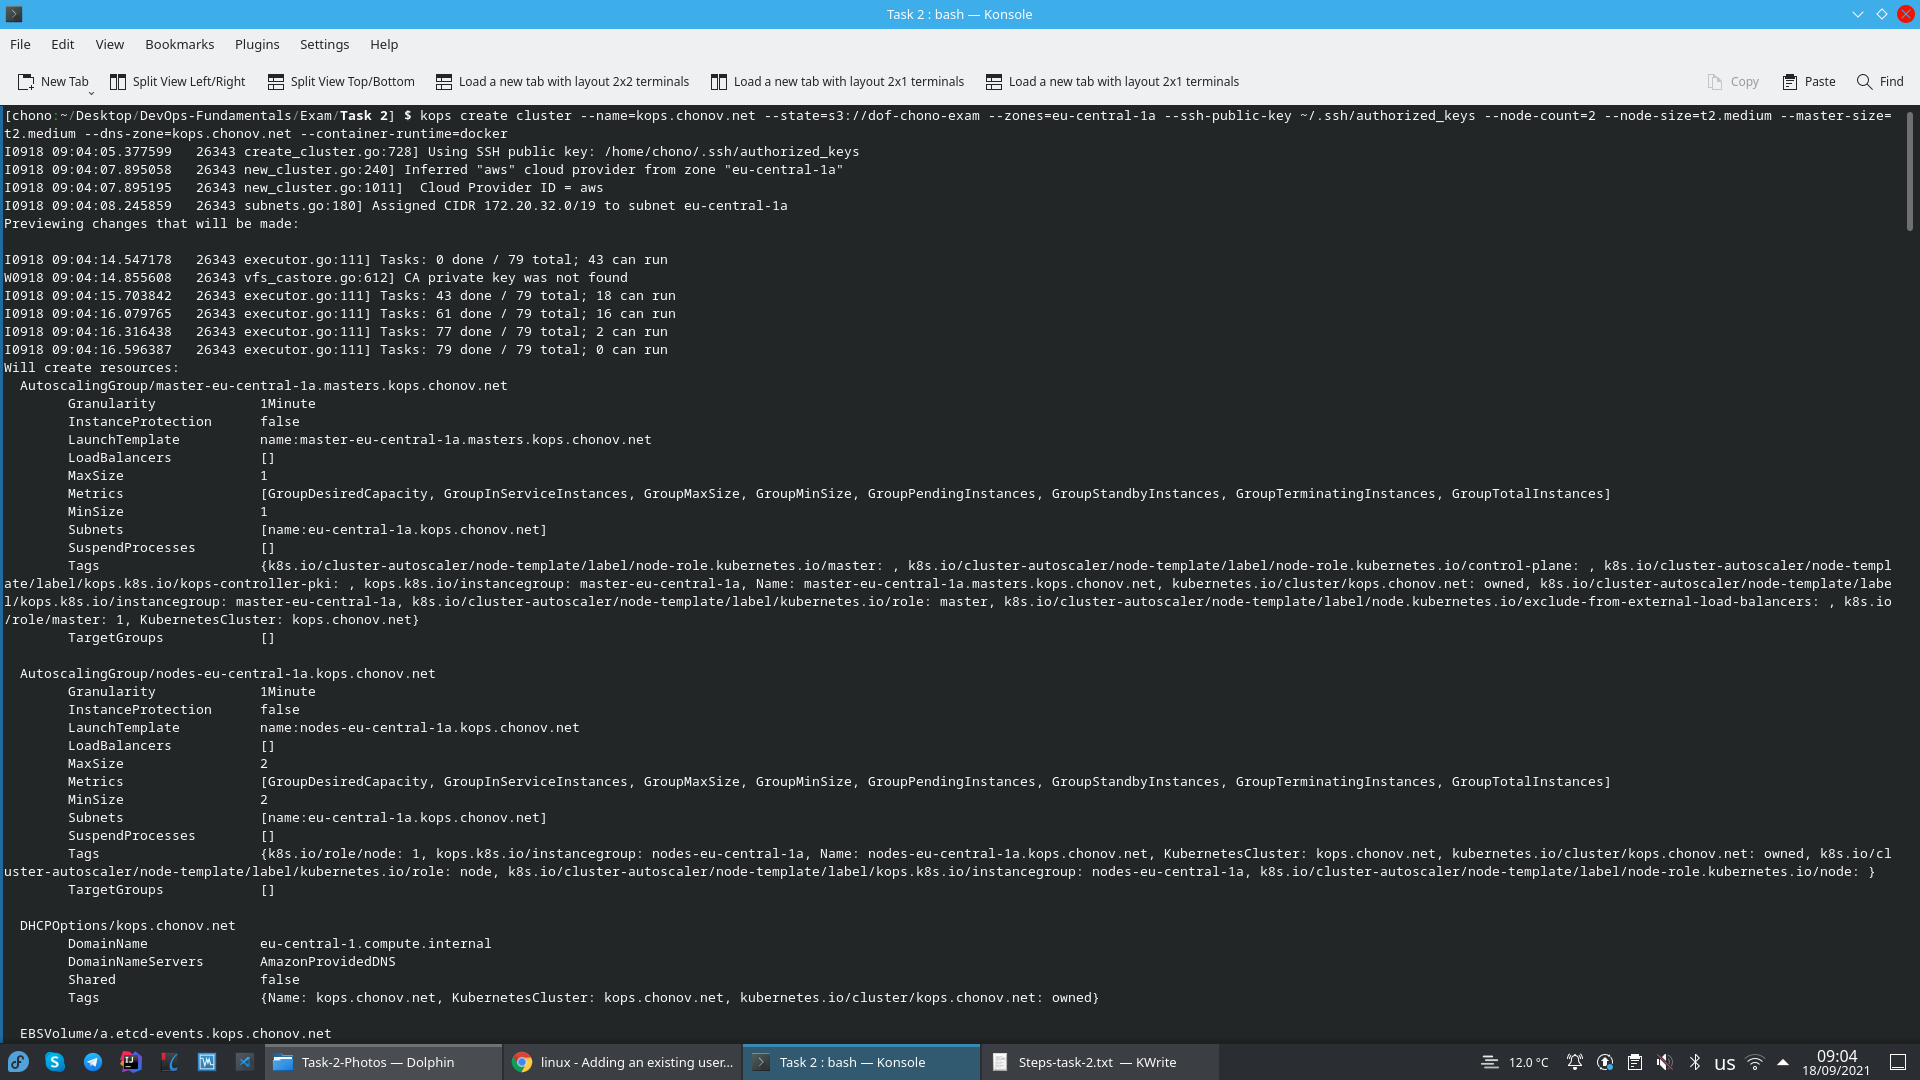 Task 2 : bash — Konsole
File Edit View Bookmarks Plugins Settings Help
New Tab Split View Left/Right Split View Top/Bottom Load a new tab with layout 2x2 terminals Load a new tab with layout 2x1 terminals Load a new tab with layout 2x1 terminals Copy Paste Find
[chono:~/Desktop/DevOps-Fundamentals/Exam/Task 2] $ kops create cluster --name=kops.chonov.net --state=s3://dof-chono-exam --zones=eu-central-1a --ssh-public-key ~/.ssh/authorized_keys --node-count=2 --node-size=t2.medium --master-size=
t2.medium --dns-zone=kops.chonov.net --container-runtime=docker
I0918 09:04:05.377599   26343 create_cluster.go:728] Using SSH public key: /home/chono/.ssh/authorized_keys
I0918 09:04:07.895058   26343 new_cluster.go:240] Inferred "aws" cloud provider from zone "eu-central-1a"
I0918 09:04:07.895195   26343 new_cluster.go:1011]  Cloud Provider ID = aws
I0918 09:04:08.245859   26343 subnets.go:180] Assigned CIDR 172.20.32.0/19 to subnet eu-central-1a
Previewing changes that will be made:
I0918 09:04:14.547178   26343 executor.go:111] Tasks: 0 done / 79 total; 43 can run
W0918 09:04:14.855608   26343 vfs_castore.go:612] CA private key was not found
I0918 09:04:15.703842   26343 executor.go:111] Tasks: 43 done / 79 total; 18 can run
I0918 09:04:16.079765   26343 executor.go:111] Tasks: 61 done / 79 total; 16 can run
I0918 09:04:16.316438   26343 executor.go:111] Tasks: 77 done / 79 total; 2 can run
I0918 09:04:16.596387   26343 executor.go:111] Tasks: 79 done / 79 total; 0 can run
Will create resources:
AutoscalingGroup/master-eu-central-1a.masters.kops.chonov.net
Granularity 1Minute
InstanceProtection false
LaunchTemplate name:master-eu-central-1a.masters.kops.chonov.net
LoadBalancers []
MaxSize 1
Metrics [GroupDesiredCapacity, GroupInServiceInstances, GroupMaxSize, GroupMinSize, GroupPendingInstances, GroupStandbyInstances, GroupTerminatingInstances, GroupTotalInstances]
MinSize 1
Subnets [name:eu-central-1a.kops.chonov.net]
SuspendProcesses []
Tags {k8s.io/cluster-autoscaler/node-template/label/node-role.kubernetes.io/master: , k8s.io/cluster-autoscaler/node-template/label/node-role.kubernetes.io/control-plane: , k8s.io/cluster-autoscaler/node-templ
ate/label/kops.k8s.io/kops-controller-pki: , kops.k8s.io/instancegroup: master-eu-central-1a, Name: master-eu-central-1a.masters.kops.chonov.net, kubernetes.io/cluster/kops.chonov.net: owned, k8s.io/cluster-autoscaler/node-template/labe
l/kops.k8s.io/instancegroup: master-eu-central-1a, k8s.io/cluster-autoscaler/node-template/label/kubernetes.io/role: master, k8s.io/cluster-autoscaler/node-template/label/node.kubernetes.io/exclude-from-external-load-balancers: , k8s.io
/role/master: 1, KubernetesCluster: kops.chonov.net}
TargetGroups []
AutoscalingGroup/nodes-eu-central-1a.kops.chonov.net
Granularity 1Minute
InstanceProtection false
LaunchTemplate name:nodes-eu-central-1a.kops.chonov.net
LoadBalancers []
MaxSize 2
Metrics [GroupDesiredCapacity, GroupInServiceInstances, GroupMaxSize, GroupMinSize, GroupPendingInstances, GroupStandbyInstances, GroupTerminatingInstances, GroupTotalInstances]
MinSize 2
Subnets [name:eu-central-1a.kops.chonov.net]
SuspendProcesses []
Tags {k8s.io/role/node: 1, kops.k8s.io/instancegroup: nodes-eu-central-1a, Name: nodes-eu-central-1a.kops.chonov.net, KubernetesCluster: kops.chonov.net, kubernetes.io/cluster/kops.chonov.net: owned, k8s.io/cl
uster-autoscaler/node-template/label/kubernetes.io/role: node, k8s.io/cluster-autoscaler/node-template/label/kops.k8s.io/instancegroup: nodes-eu-central-1a, k8s.io/cluster-autoscaler/node-template/label/node-role.kubernetes.io/node: }
TargetGroups []
DHCPOptions/kops.chonov.net
DomainName eu-central-1.compute.internal
DomainNameServers AmazonProvidedDNS
Shared false
Tags {Name: kops.chonov.net, KubernetesCluster: kops.chonov.net, kubernetes.io/cluster/kops.chonov.net: owned}
EBSVolume/a.etcd-events.kops.chonov.net
Task-2-Photos — Dolphin linux - Adding an existing user... Task 2 : bash — Konsole Steps-task-2.txt — KWrite 12.0 °C us 09:04
18/09/2021